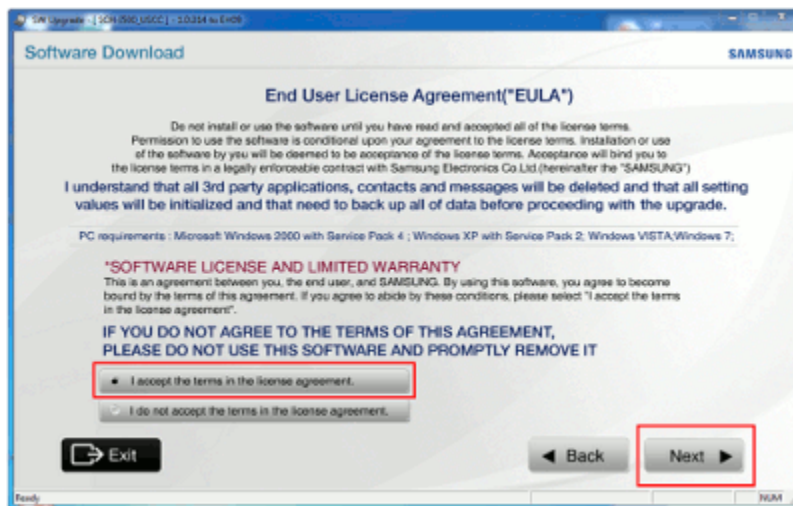 SW Upgrade - [ SCH-I500_USCC ] - 1.0.214 to EH09
Software Download
SAMSUNG
End User License Agreement("EULA")
Do not install or use the software until you have read and accepted all of the license terms.
Permission to use the software is conditional upon your agreement to the license terms. Installation or use
of the software by you will be deemed to be acceptance of the license terms. Acceptance will bind you to
the license terms in a legally enforceable contract with Samsung Electronics Co.Ltd.(hereinafter the "SAMSUNG")
I understand that all 3rd party applications, contacts and messages will be deleted and that all setting
values will be initialized and that need to back up all of data before proceeding with the upgrade.
PC requirements : Microsoft Windows 2000 with Service Pack 4 ; Windows XP with Service Pack 2, Windows VISTA,Windows 7;
"SOFTWARE LICENSE AND LIMITED WARRANTY
This is an agreement between you, the end user, and SAMSUNG. By using this software, you agree to become
bound by the terms of this agreement. If you agree to abide by these conditions, please select "I accept the terms
in the license agreement".
IF YOU DO NOT AGREE TO THE TERMS OF THIS AGREEMENT,
PLEASE DO NOT USE THIS SOFTWARE AND PROMPTLY REMOVE IT
I accept the terms in the license agreement.
I do not accept the terms in the license agreement.
Exit
Back
Next
Ready
NUM